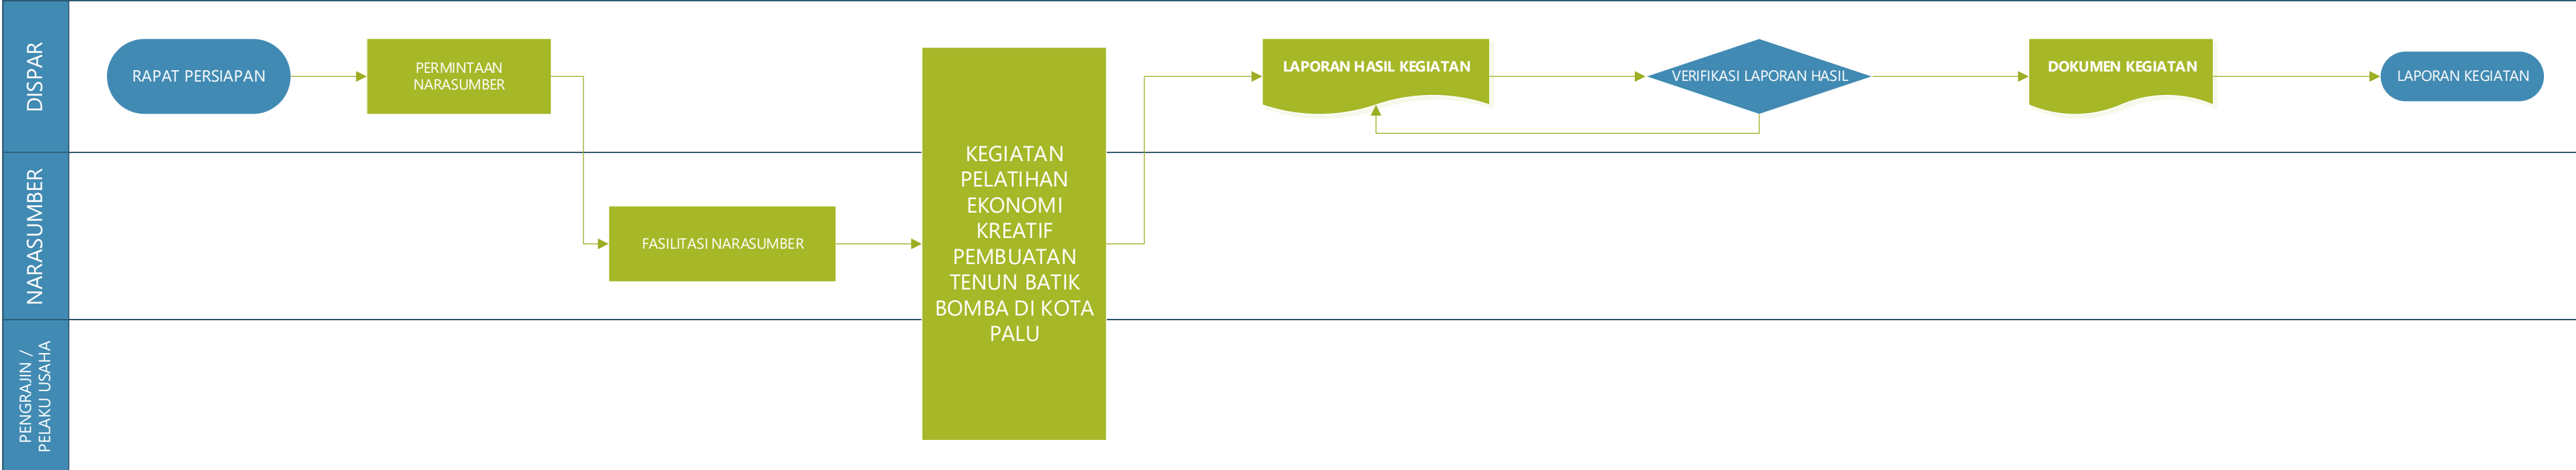 DISPAR
RAPAT PERSIAPAN
PERMINTAAN
NARASUMBER
LAPORAN HASIL KEGIATAN
VERIFIKASI LAPORAN HASIL
DOKUMEN KEGIATAN
LAPORAN KEGIATAN
NARASUMBER
FASILITASI NARASUMBER
KEGIATAN
PELATIHAN
EKONOMI
KREATIF
PEMBUATAN
TENUN BATIK
BOMBA DI KOTA
PALU
PENGRAJIN /
PELAKU USAHA